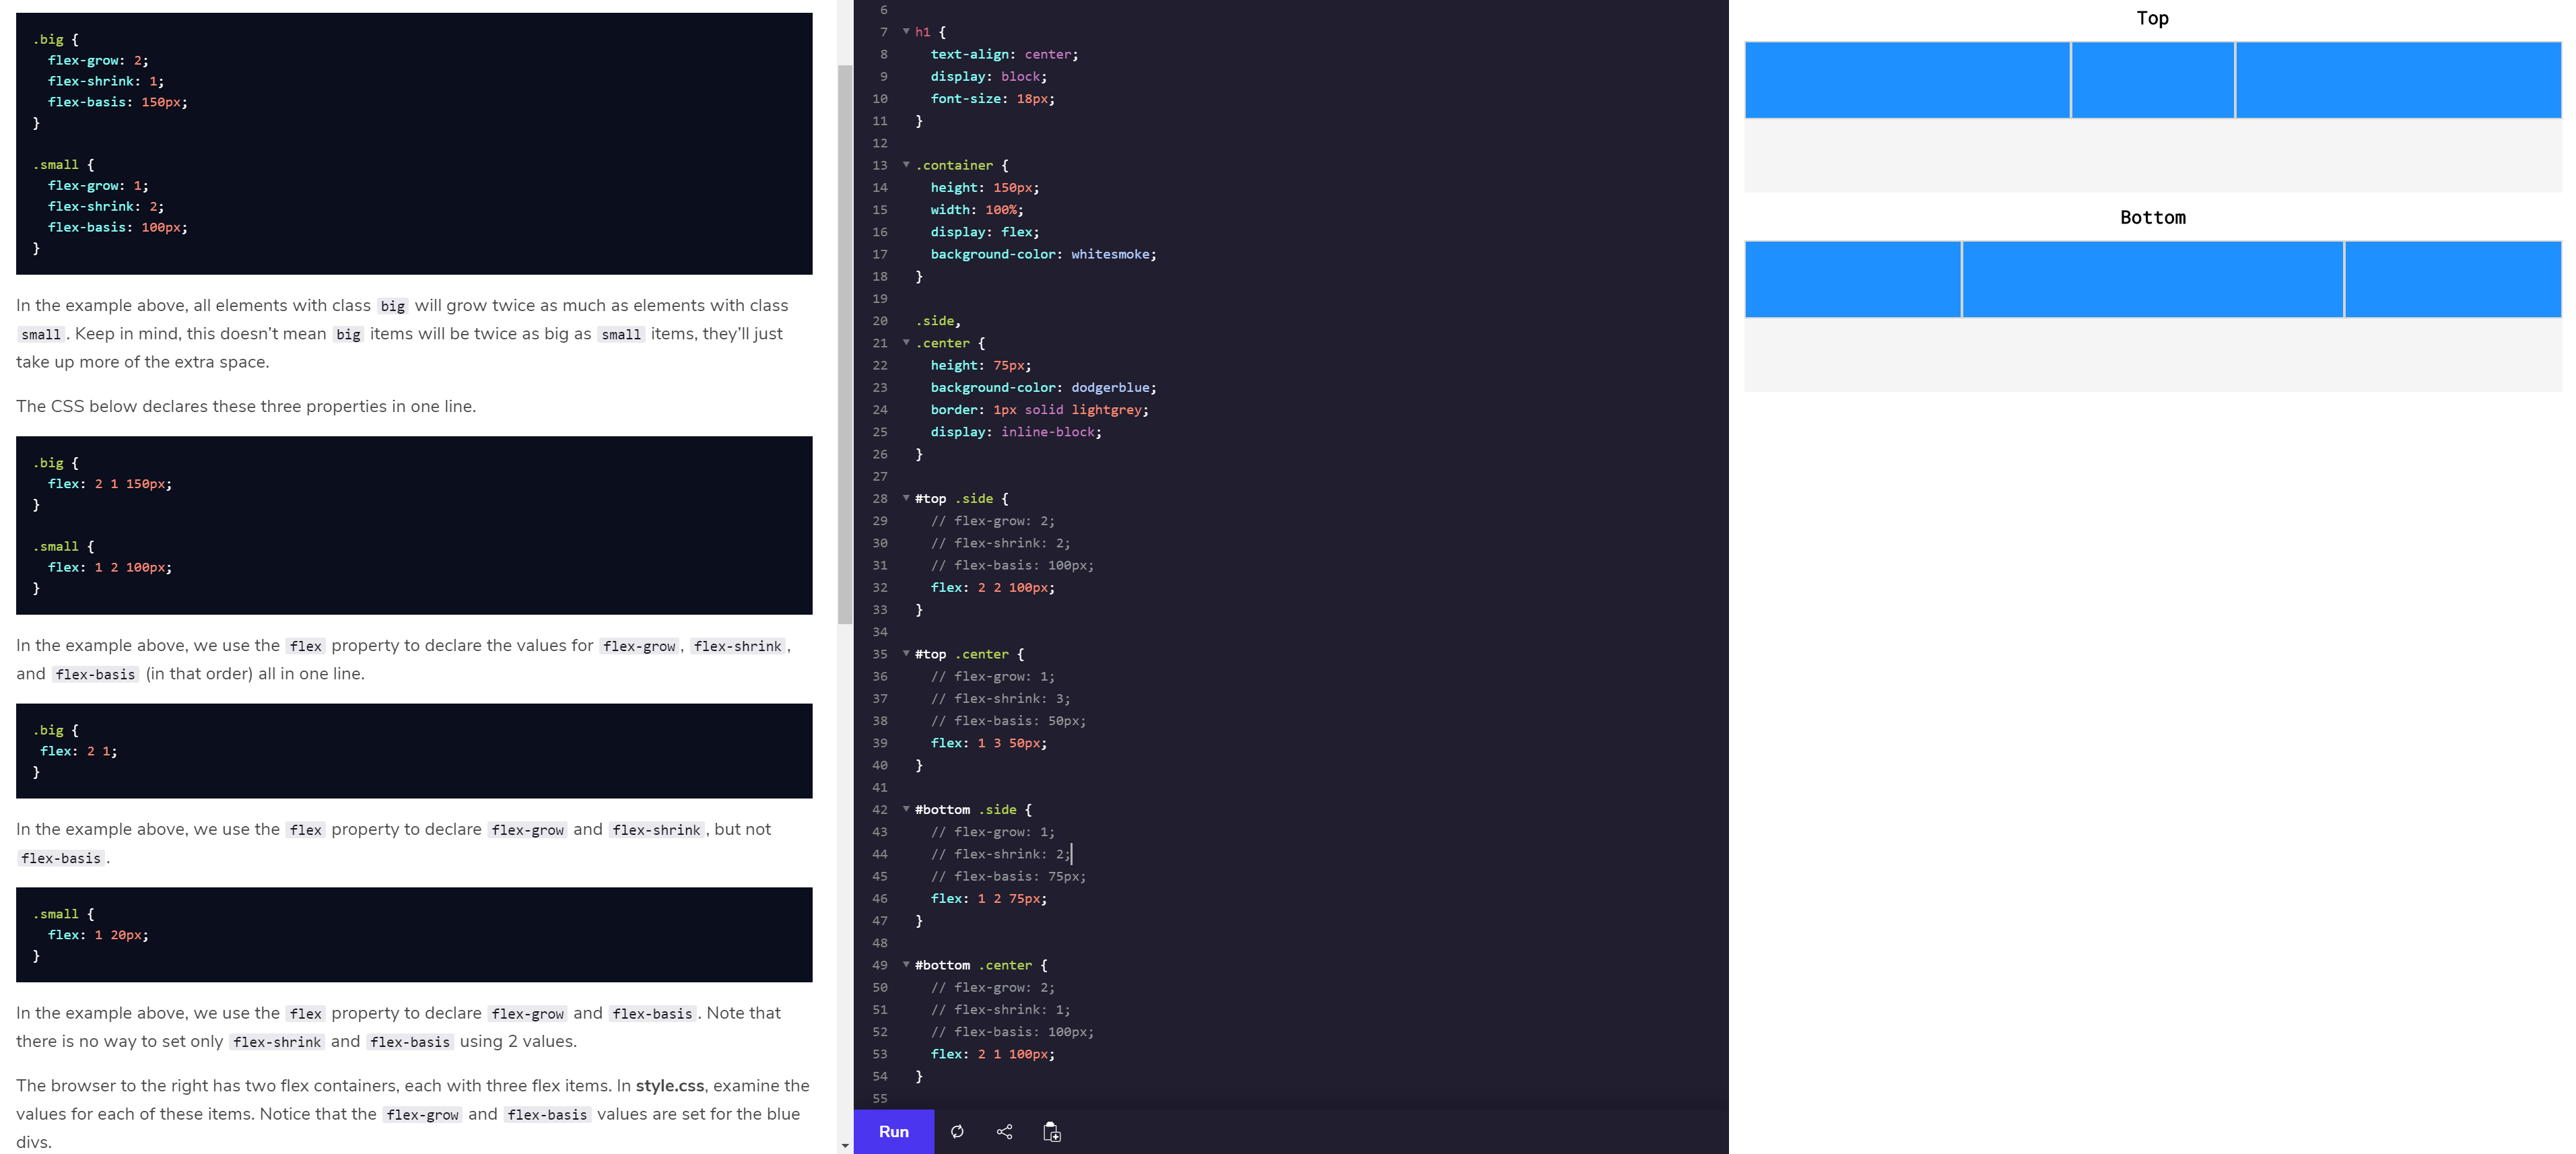 .big {
  flex-grow: 2;
  flex-shrink: 1;
  flex-basis: 150px;
}

.small {
  flex-grow: 1;
  flex-shrink: 2;
  flex-basis: 100px;
}
In the example above, all elements with class big will grow twice as much as elements with class
small. Keep in mind, this doesn’t mean big items will be twice as big as small items, they’ll just
take up more of the extra space.
The CSS below declares these three properties in one line.
.big {
  flex: 2 1 150px;
}

.small {
  flex: 1 2 100px;
}
In the example above, we use the flex property to declare the values for flex-grow, flex-shrink,
and flex-basis (in that order) all in one line.
.big {
 flex: 2 1;
}
In the example above, we use the flex property to declare flex-grow and flex-shrink, but not
flex-basis.
.small {
  flex: 1 20px;
}
In the example above, we use the flex property to declare flex-grow and flex-basis. Note that
there is no way to set only flex-shrink and flex-basis using 2 values.
The browser to the right has two flex containers, each with three flex items. In style.css, examine the
values for each of these items. Notice that the flex-grow and flex-basis values are set for the blue
divs.
6
7 h1 {
8   text-align: center;
9   display: block;
10   font-size: 18px;
11 }
12
13 .container {
14   height: 150px;
15   width: 100%;
16   display: flex;
17   background-color: whitesmoke;
18 }
19
20 .side,
21 .center {
22   height: 75px;
23   background-color: dodgerblue;
24   border: 1px solid lightgrey;
25   display: inline-block;
26 }
27
28 #top .side {
29   // flex-grow: 2;
30   // flex-shrink: 2;
31   // flex-basis: 100px;
32   flex: 2 2 100px;
33 }
34
35 #top .center {
36   // flex-grow: 1;
37   // flex-shrink: 3;
38   // flex-basis: 50px;
39   flex: 1 3 50px;
40 }
41
42 #bottom .side {
43   // flex-grow: 1;
44   // flex-shrink: 2;
45   // flex-basis: 75px;
46   flex: 1 2 75px;
47 }
48
49 #bottom .center {
50   // flex-grow: 2;
51   // flex-shrink: 1;
52   // flex-basis: 100px;
53   flex: 2 1 100px;
54 }
55
Run
Top
Bottom